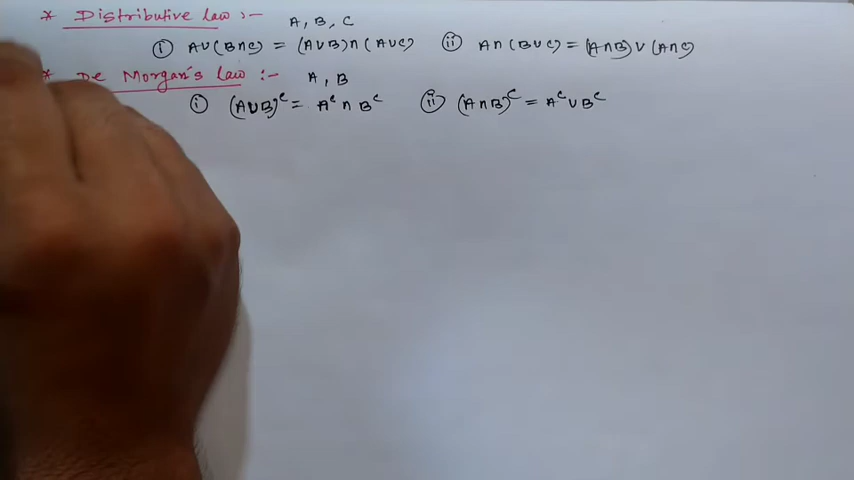 * Distributive law :- A, B, C
(i) A∪(B∩C) = (A∪B)∩(A∪C) (ii) A∩(B∪C) = (A∩B)∪(A∩C)
* De Morgan's law :- A, B
(i) (A∪B)ᶜ = Aᶜ∩Bᶜ (ii) (A∩B)ᶜ = Aᶜ∪Bᶜ